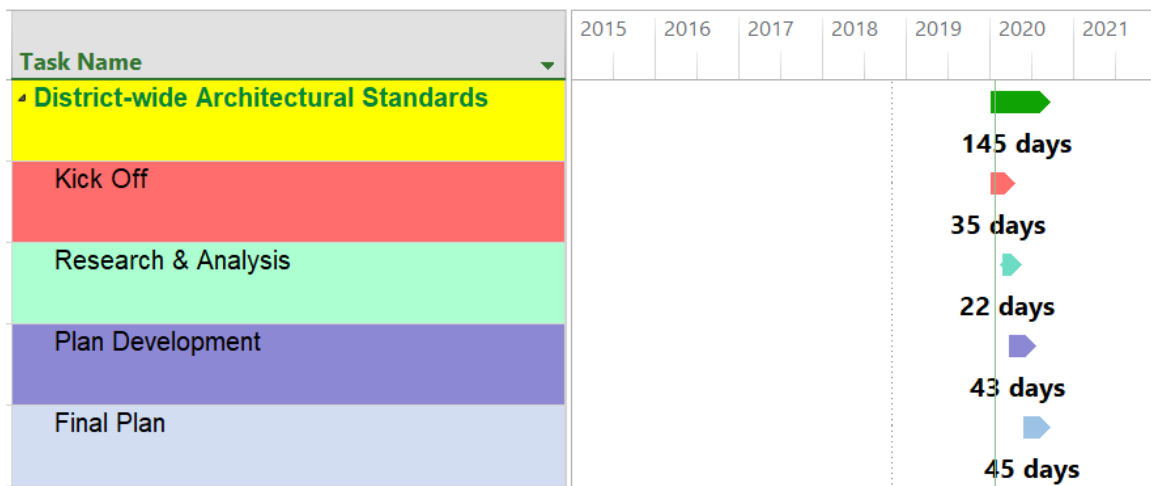 2015 2016 2017 2018 2019 2020 2021
Task Name
District-wide Architectural Standards
145 days
Kick Off
35 days
Research & Analysis
22 days
Plan Development
43 days
Final Plan
45 days